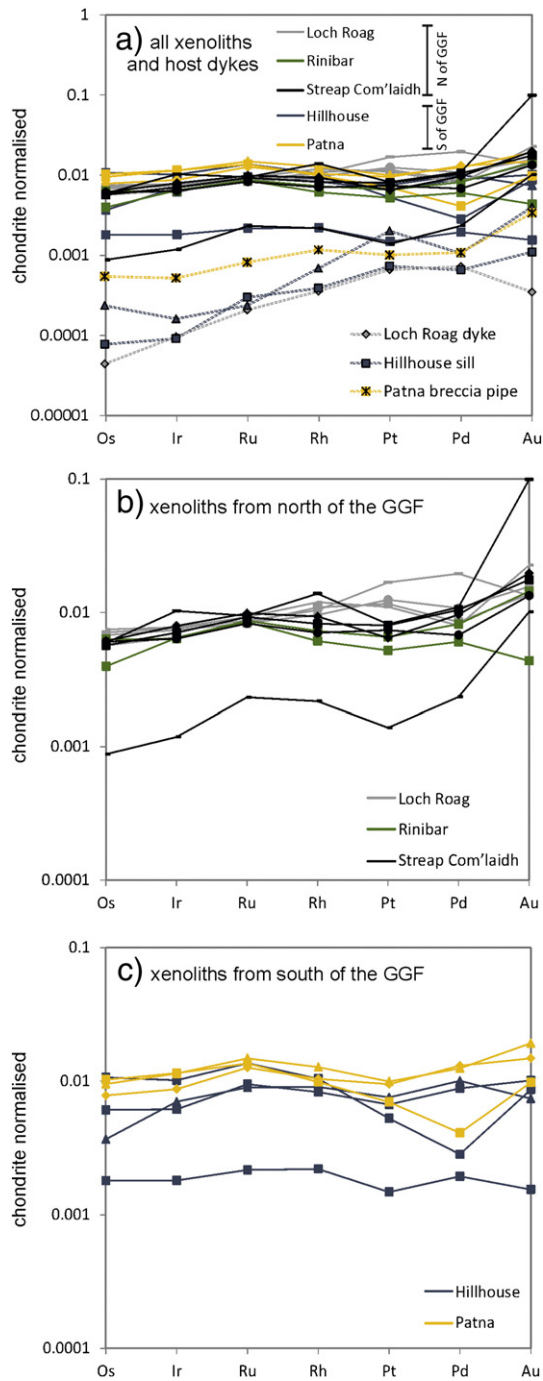 a) all xenoliths
and host dykes
Loch Roag
Rinibar
Streap Com'laidh
Hillhouse
Patna
N of GGF
S of GGF
chondrite normalised
1
0.1
0.01
0.001
0.0001
0.00001
Loch Roag dyke
Hillhouse sill
Patna breccia pipe
Os Ir Ru Rh Pt Pd Au
b) xenoliths from north of the GGF
chondrite normalised
0.1
0.01
0.001
0.0001
Loch Roag
Rinibar
Streap Com'laidh
Os Ir Ru Rh Pt Pd Au
c) xenoliths from south of the GGF
chondrite normalised
0.1
0.01
0.001
0.0001
Hillhouse
Patna
Os Ir Ru Rh Pt Pd Au